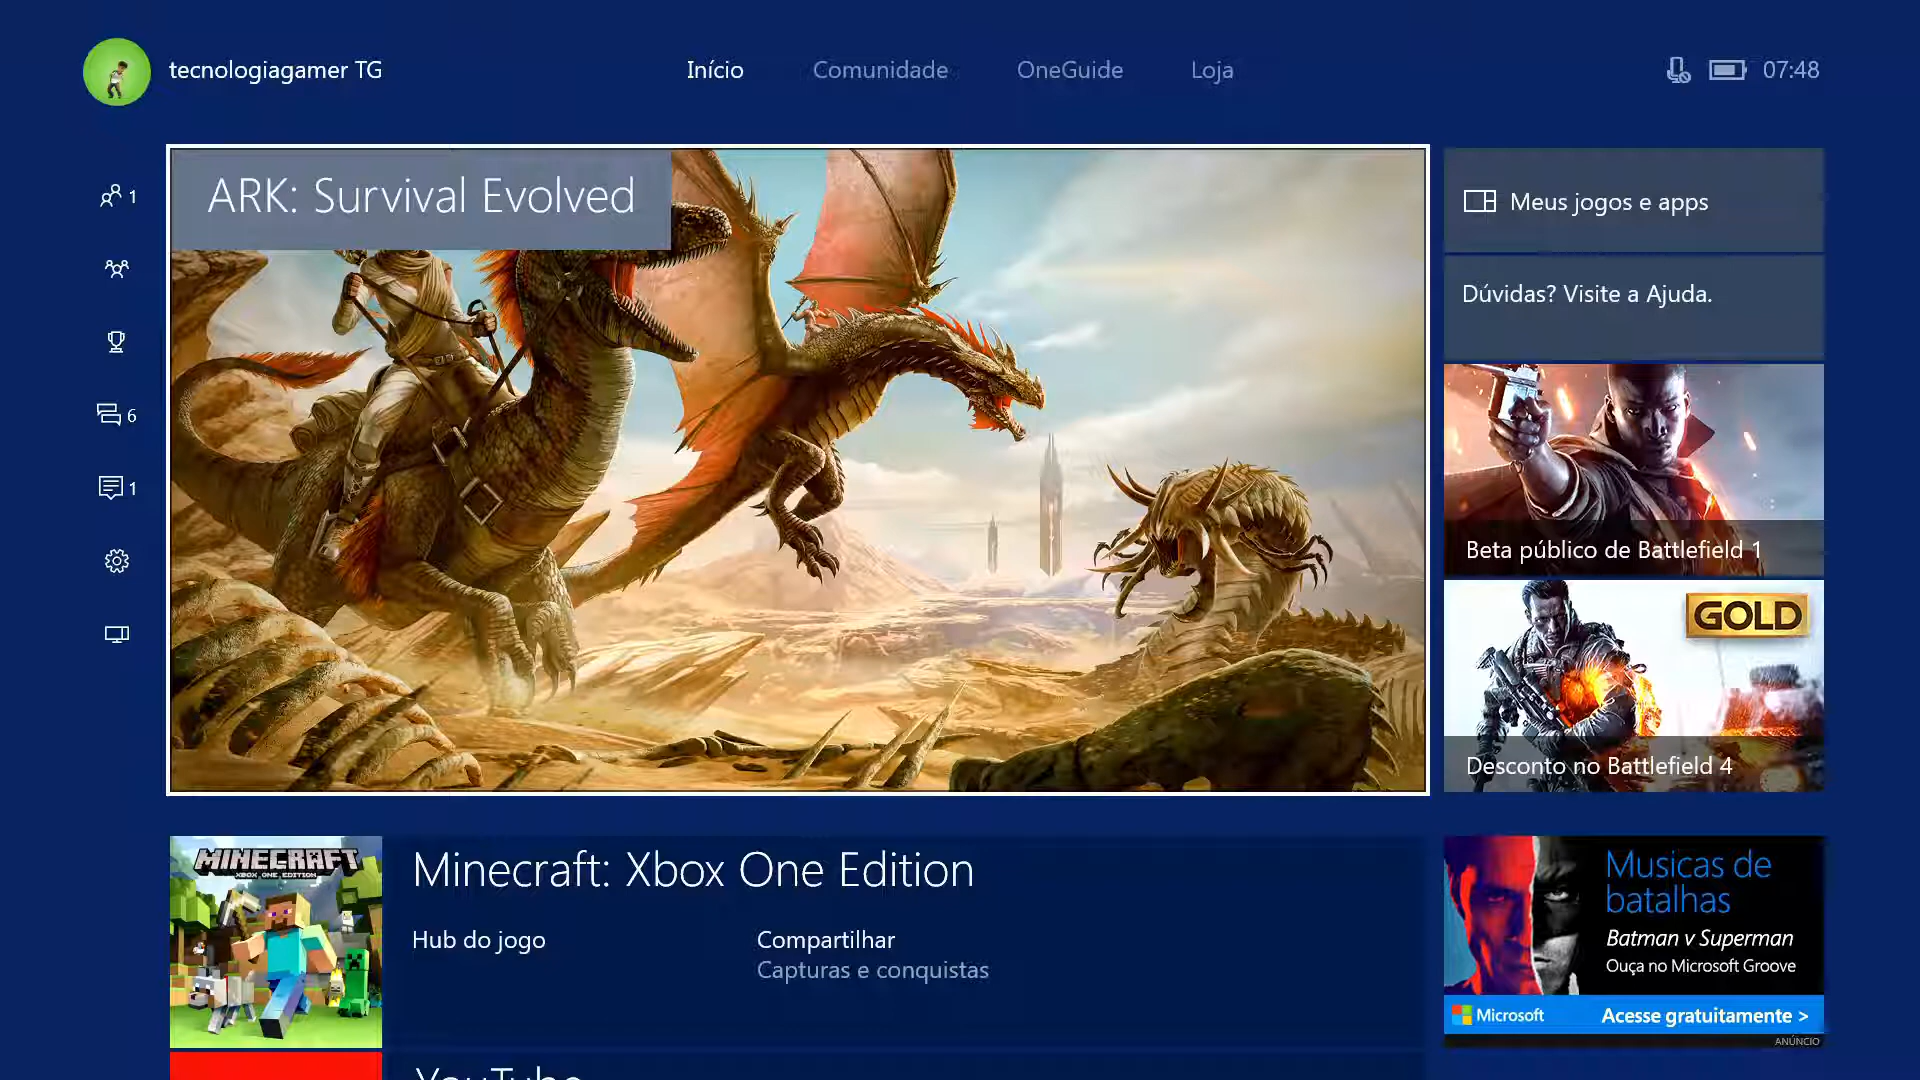 tecnologiagamer TG
Início
Comunidade
OneGuide
Loja
07:48
1
6
1
ARK: Survival Evolved
Meus jogos e apps
Dúvidas? Visite a Ajuda.
Beta público de Battlefield 1
GOLD
Desconto no Battlefield 4
MINECRAFT
XBOX ONE EDITION
Minecraft: Xbox One Edition
Hub do jogo
Compartilhar
Capturas e conquistas
Musicas de
batalhas
Batman v Superman
Ouça no Microsoft Groove
Microsoft
Acesse gratuitamente >
ANÚNCIO
YouTube